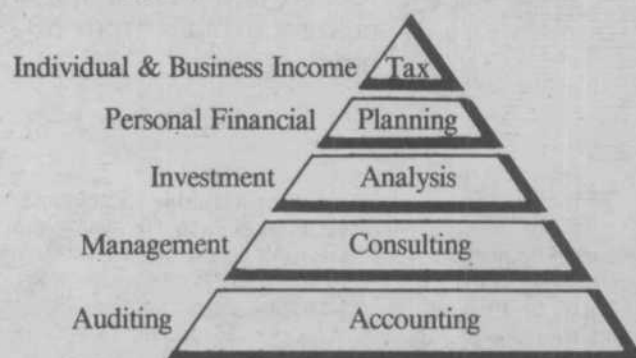 Individual & Business Income Tax
Personal Financial Planning
Investment Analysis
Management Consulting
Auditing Accounting